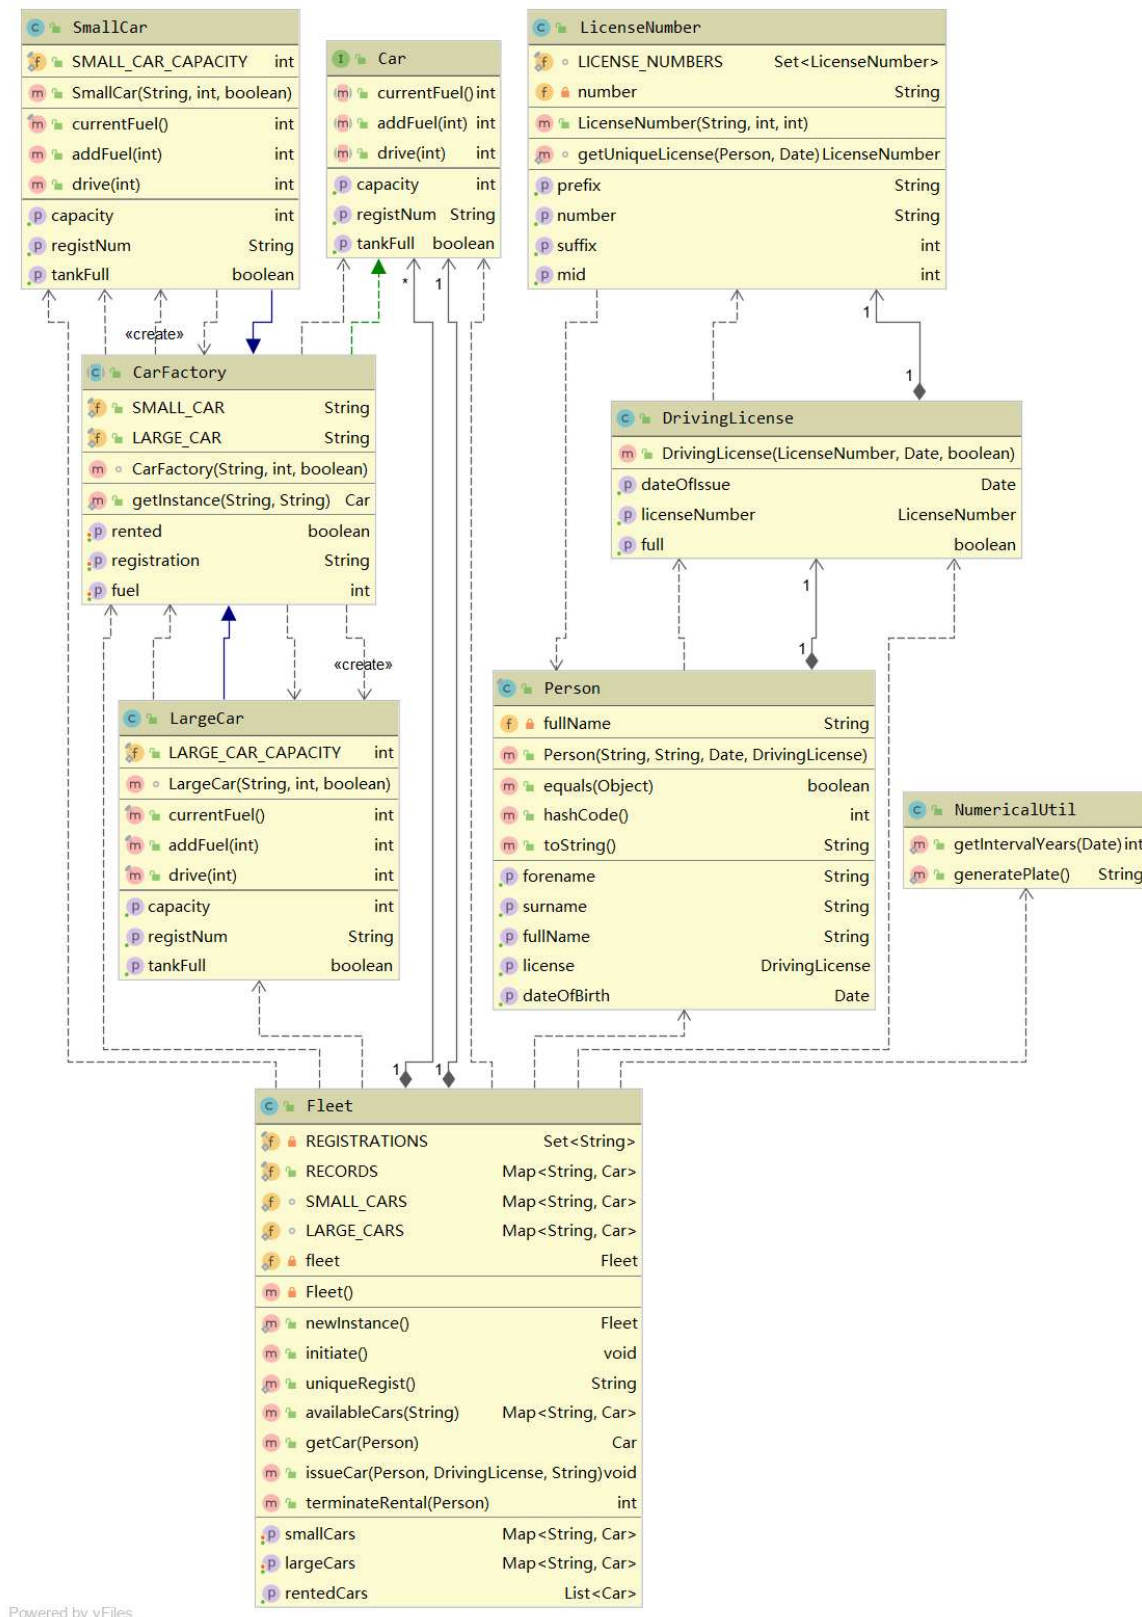 SmallCar
SMALL_CAR_CAPACITY int
SmallCar(String, int, boolean)
currentFuel() int
addFuel(int) int
drive(int) int
capacity int
registNum String
tankFull boolean
Car
currentFuel() int
addFuel(int) int
drive(int) int
capacity int
registNum String
tankFull boolean
LicenseNumber
LICENSE_NUMBERS Set<LicenseNumber>
number String
LicenseNumber(String, int, int)
getUniqueLicense(Person, Date) LicenseNumber
prefix String
number String
suffix int
mid int
* 1
1
«create»
1
CarFactory
SMALL_CAR String
LARGE_CAR String
CarFactory(String, int, boolean)
getInstance(String, String) Car
rented boolean
registration String
fuel int
DrivingLicense
DrivingLicense(LicenseNumber, Date, boolean)
dateOfIssue Date
licenseNumber LicenseNumber
full boolean
1
1
«create»
LargeCar
LARGE_CAR_CAPACITY int
LargeCar(String, int, boolean)
currentFuel() int
addFuel(int) int
drive(int) int
capacity int
registNum String
tankFull boolean
Person
fullName String
Person(String, String, Date, DrivingLicense)
equals(Object) boolean
hashCode() int
toString() String
forename String
surname String
fullName String
license DrivingLicense
dateOfBirth Date
NumericalUtil
getIntervalYears(Date) int
generatePlate() String
1 1
Fleet
REGISTRATIONS Set<String>
RECORDS Map<String, Car>
SMALL_CARS Map<String, Car>
LARGE_CARS Map<String, Car>
fleet Fleet
Fleet()
newInstance() Fleet
initiate() void
uniqueRegist() String
availableCars(String) Map<String, Car>
getCar(Person) Car
issueCar(Person, DrivingLicense, String) void
terminateRental(Person) int
smallCars Map<String, Car>
largeCars Map<String, Car>
rentedCars List<Car>
Powered by yFiles